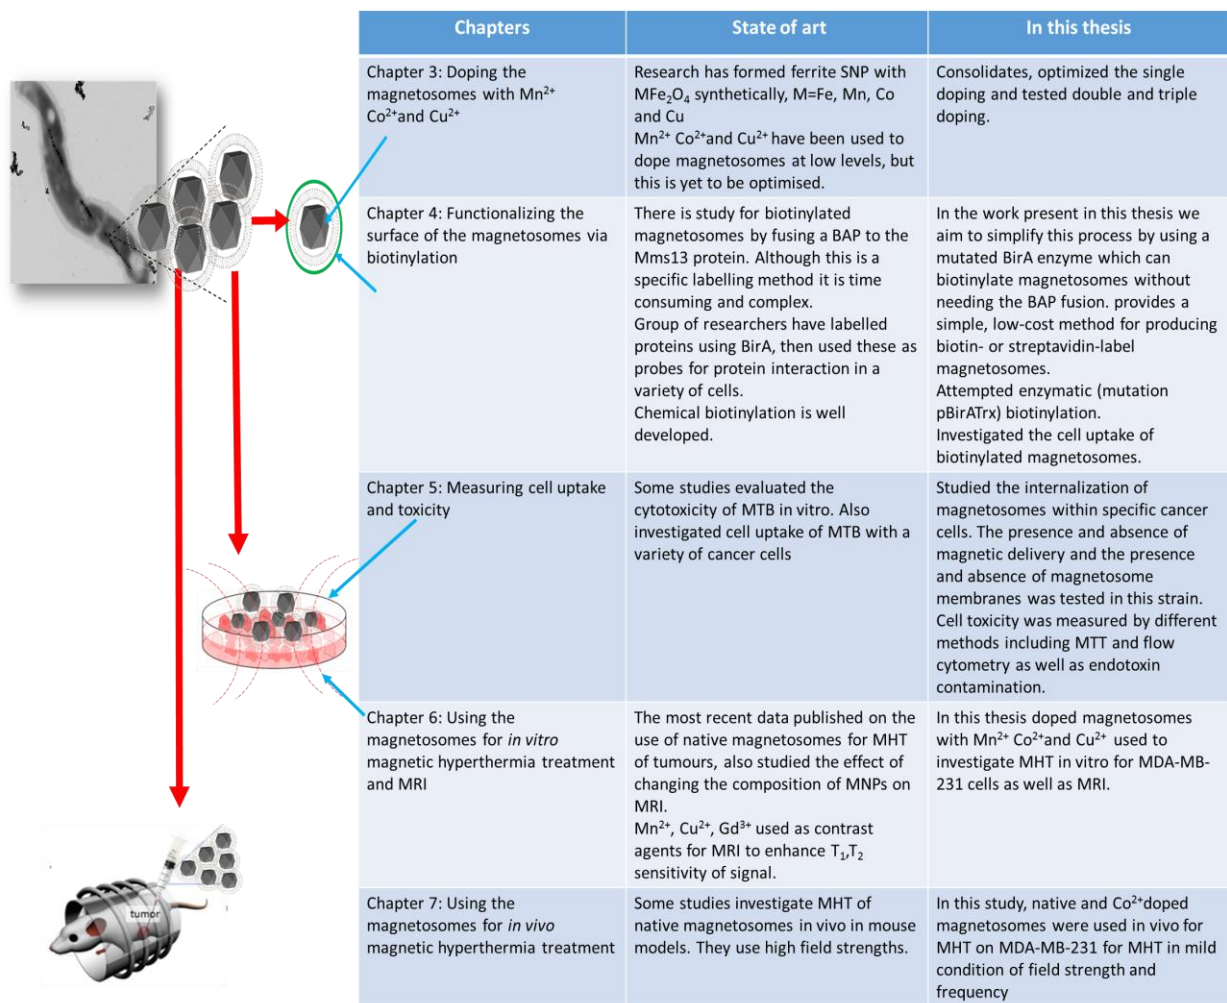 Chapters
State of art
In this thesis
Chapter 3: Doping the
magnetosomes with Mn²⁺
Co²⁺and Cu²⁺
Research has formed ferrite SNP with
MFe₂O₄ synthetically, M=Fe, Mn, Co
and Cu
Mn²⁺ Co²⁺and Cu²⁺ have been used to
dope magnetosomes at low levels, but
this is yet to be optimised.
Consolidates, optimized the single
doping and tested double and triple
doping.
Chapter 4: Functionalizing the
surface of the magnetosomes via
biotinylation
There is study for biotinylated
magnetosomes by fusing a BAP to the
Mms13 protein. Although this is a
specific labelling method it is time
consuming and complex.
Group of researchers have labelled
proteins using BirA, then used these as
probes for protein interaction in a
variety of cells.
Chemical biotinylation is well
developed.
In the work present in this thesis we
aim to simplify this process by using a
mutated BirA enzyme which can
biotinylate magnetosomes without
needing the BAP fusion. provides a
simple, low-cost method for producing
biotin- or streptavidin-label
magnetosomes.
Attempted enzymatic (mutation
pBirATrx) biotinylation.
Investigated the cell uptake of
biotinylated magnetosomes.
Chapter 5: Measuring cell uptake
and toxicity
Some studies evaluated the
cytotoxicity of MTB in vitro. Also
investigated cell uptake of MTB with a
variety of cancer cells
Studied the internalization of
magnetosomes within specific cancer
cells. The presence and absence of
magnetic delivery and the presence
and absence of magnetosome
membranes was tested in this strain.
Cell toxicity was measured by different
methods including MTT and flow
cytometry as well as endotoxin
contamination.
Chapter 6: Using the
magnetosomes for in vitro
magnetic hyperthermia treatment
and MRI
The most recent data published on the
use of native magnetosomes for MHT
of tumours, also studied the effect of
changing the composition of MNPs on
MRI.
Mn²⁺, Cu²⁺, Gd³⁺ used as contrast
agents for MRI to enhance T₁,T₂
sensitivity of signal.
In this thesis doped magnetosomes
with Mn²⁺ Co²⁺and Cu²⁺ used to
investigate MHT in vitro for MDA-MB-
231 cells as well as MRI.
Chapter 7: Using the
magnetosomes for in vivo
magnetic hyperthermia treatment
Some studies investigate MHT of
native magnetosomes in vivo in mouse
models. They use high field strengths.
In this study, native and Co²⁺doped
magnetosomes were used in vivo for
MHT on MDA-MB-231 for MHT in mild
condition of field strength and
frequency
tumor